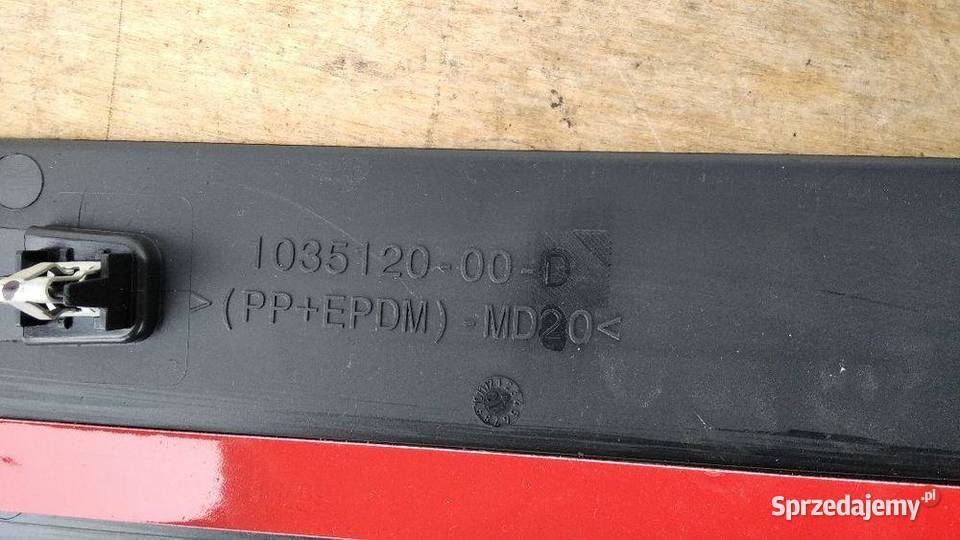 1035120-00-D
>(PP+EPDM)-MD20<
Sprzedajemy.pl